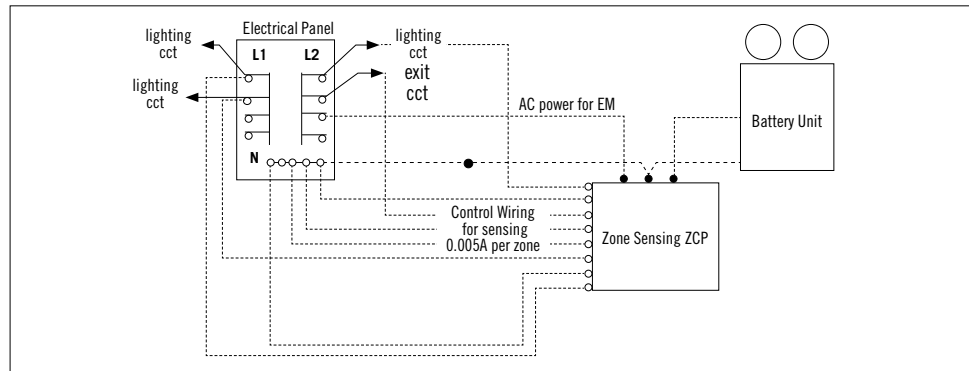 Electrical Panel
lighting
cct
L1
L2
lighting
cct
exit
cct
lighting
cct
AC power for EM
Battery Unit
N
Control Wiring
for sensing
0.005A per zone
Zone Sensing ZCP